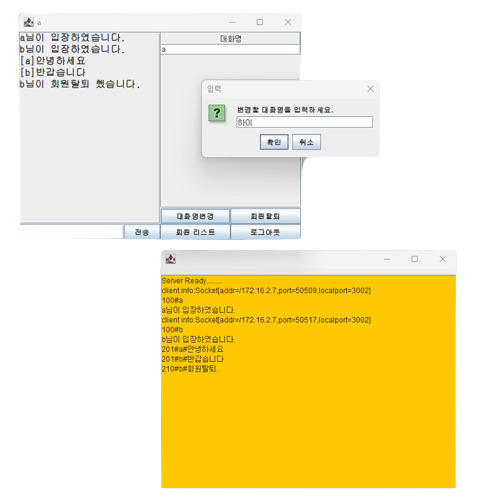 a
a님이 입장하였습니다.
b님이 입장하였습니다.
[a]안녕하세요
[b]반갑습니다
b님이 회원탈퇴 했습니다.
대화명
a
입력
?
변경할 대화명을 입력하세요.
하이
확인 취소
대화명변경 회원탈퇴
전송 회원 리스트 로그아웃
Server Ready........
client info:Socket[addr=/172.16.2.7,port=50509,localport=3002]
100#a
a님이 입장하였습니다.
client info:Socket[addr=/172.16.2.7,port=50517,localport=3002]
100#b
b님이 입장하였습니다.
201#a#안녕하세요
201#b#반갑습니다
210#b#회원탈퇴.